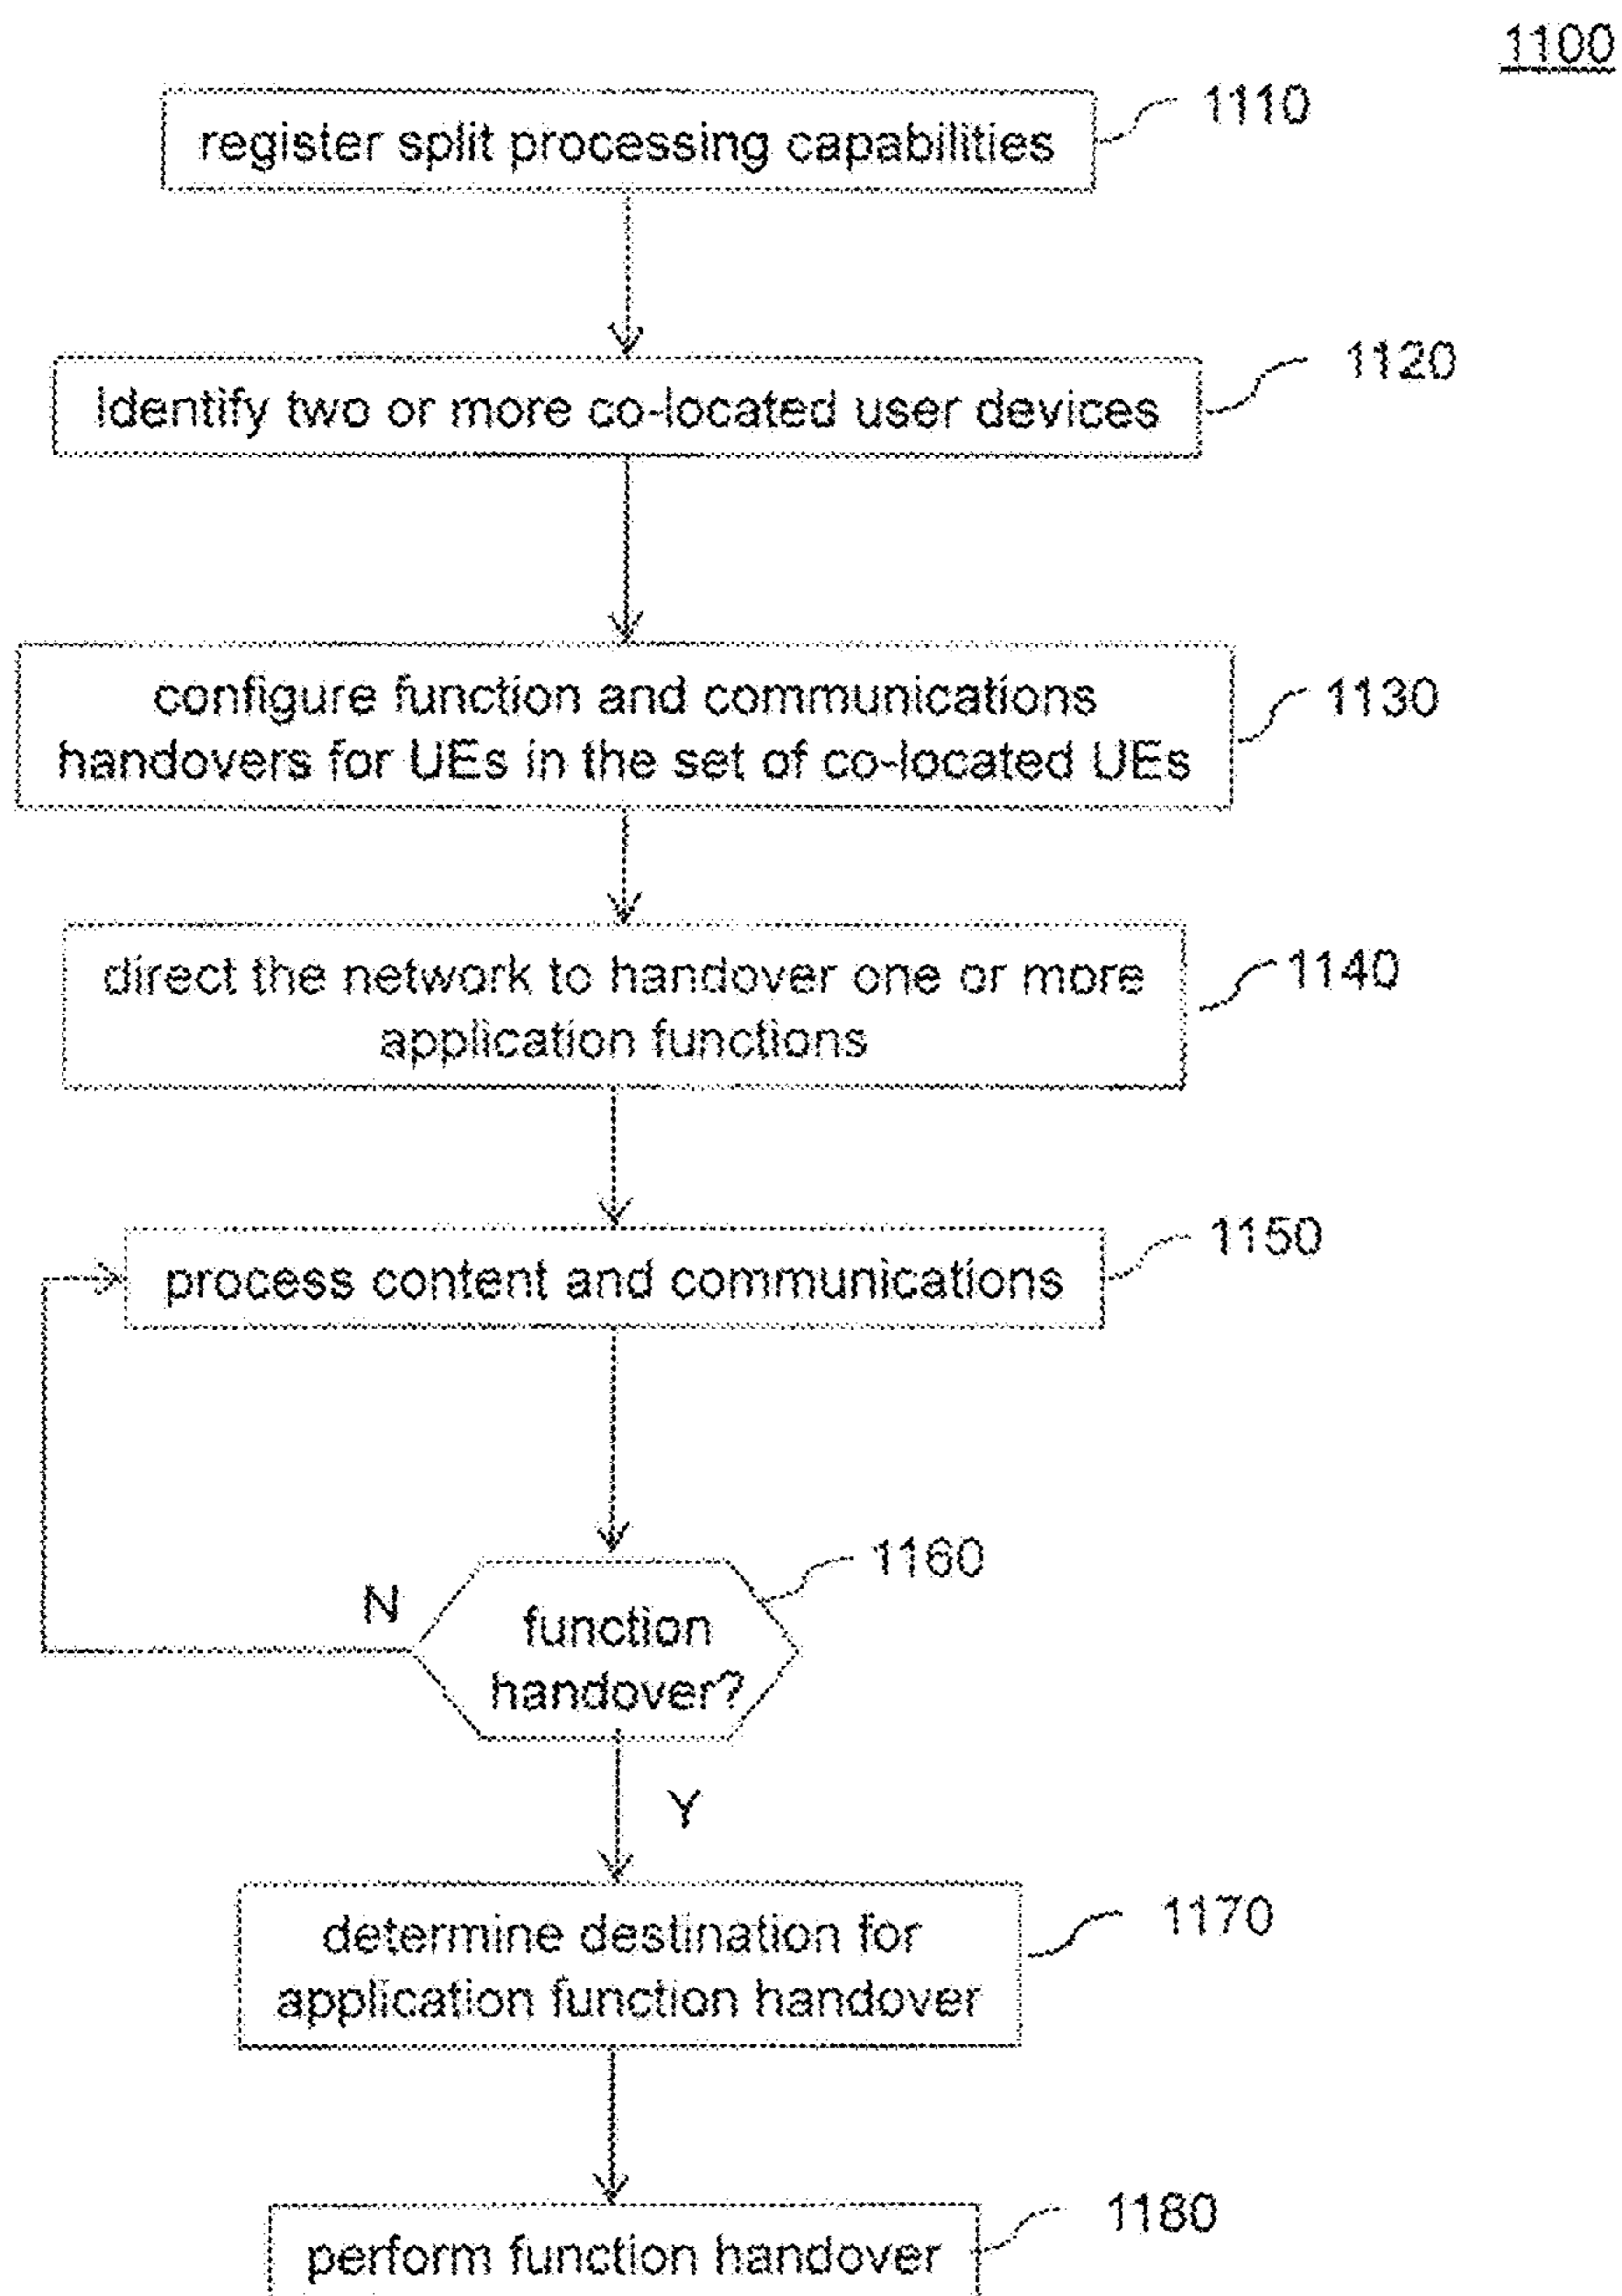 1100
register split processing capabilities
1110
Identify two or more co-located user devices
1120
configure function and communications
handovers for UEs in the set of co-located UEs
1130
direct the network to handover one or more
application functions
1140
process content and communications
1150
function
handover?
1160
N
Y
determine destination for
application function handover
1170
perform function handover
1180